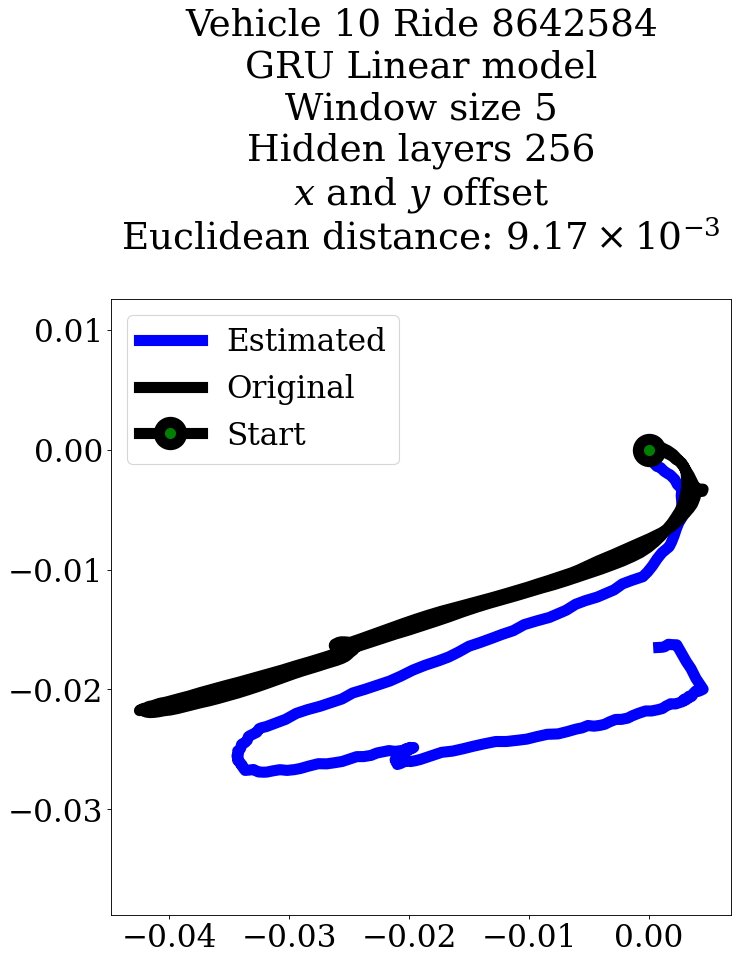 Vehicle 10 Ride 8642584
GRU Linear model
Window size 5
Hidden layers 256
x and y offset
Euclidean distance: 9.17 × 10⁻³
Estimated
Original
Start
0.01
0.00
−0.01
−0.02
−0.03
−0.04 −0.03 −0.02 −0.01 0.00